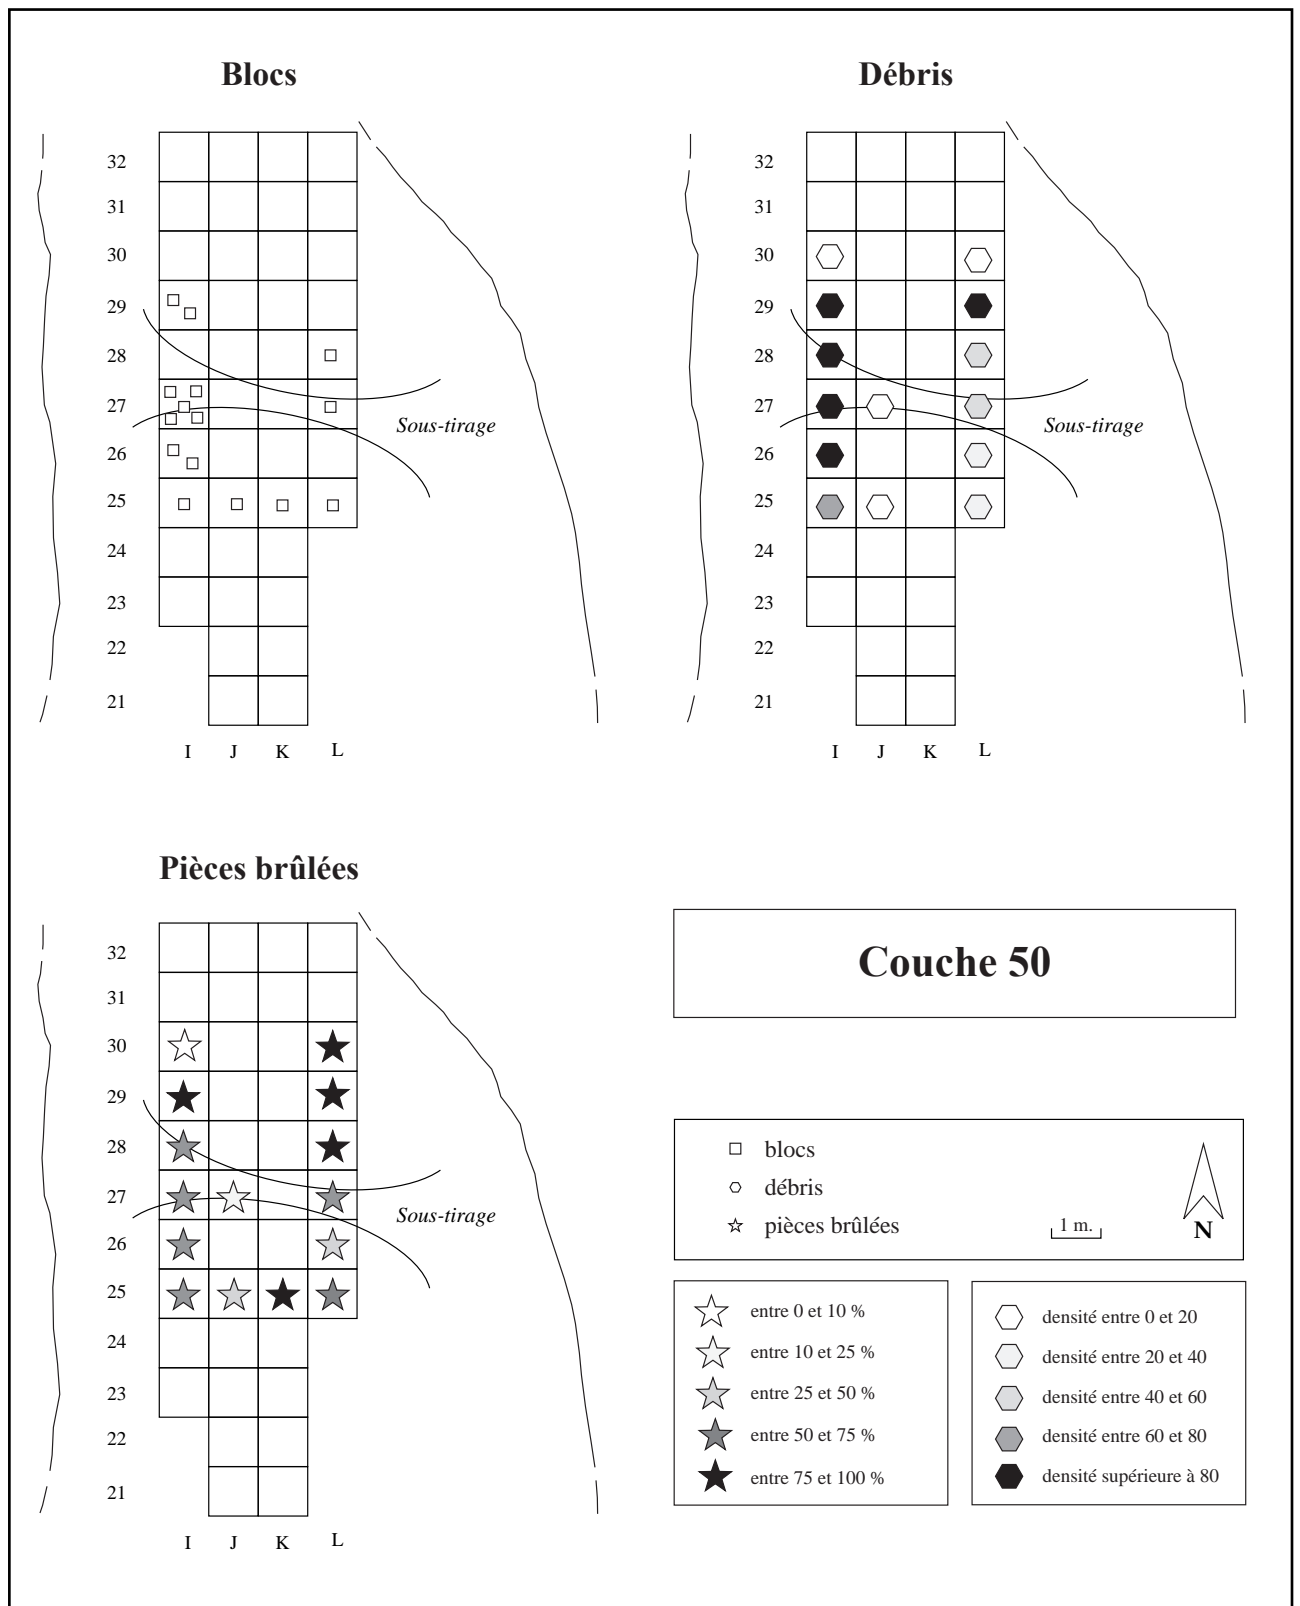 Blocs
32
31
30
29
28
27
26
25
24
23
22
21
Sous-tirage
I J K L
Débris
32
31
30
29
28
27
26
25
24
23
22
21
Sous-tirage
I J K L
Pièces brûlées
32
31
30
29
28
27
26
25
24
23
22
21
Sous-tirage
I J K L
Couche 50
blocs
débris
pièces brûlées
1 m.
N
entre 0 et 10 %
entre 10 et 25 %
entre 25 et 50 %
entre 50 et 75 %
entre 75 et 100 %
densité entre 0 et 20
densité entre 20 et 40
densité entre 40 et 60
densité entre 60 et 80
densité supérieure à 80